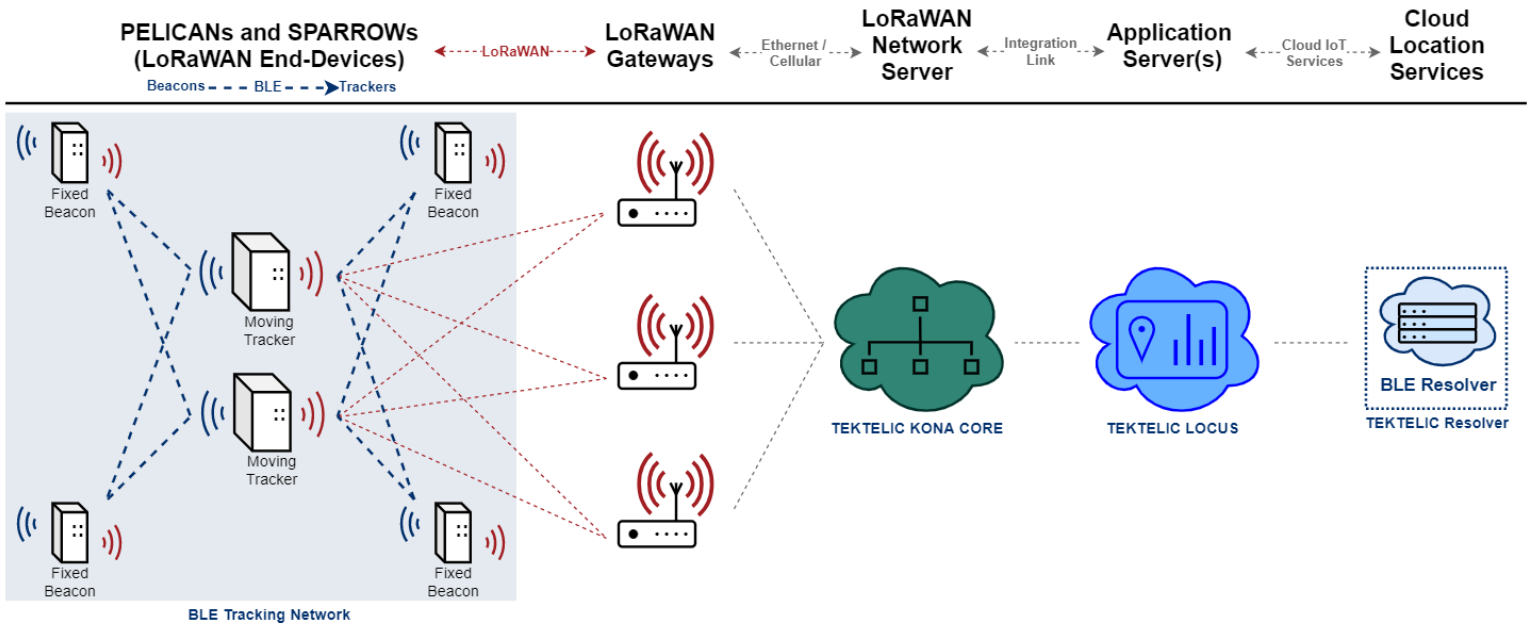 PELICANs and SPARROWs
(LoRaWAN End-Devices)
Beacons
BLE
Trackers
LoRaWAN
LoRaWAN
Gateways
Ethernet /
Cellular
LoRaWAN
Network
Server
Integration
Link
Application
Server(s)
Cloud IoT
Services
Cloud
Location
Services
Fixed
Beacon
Fixed
Beacon
Moving
Tracker
Moving
Tracker
Fixed
Beacon
Fixed
Beacon
BLE Tracking Network
TEKTELIC KONA CORE
TEKTELIC LOCUS
BLE Resolver
TEKTELIC Resolver